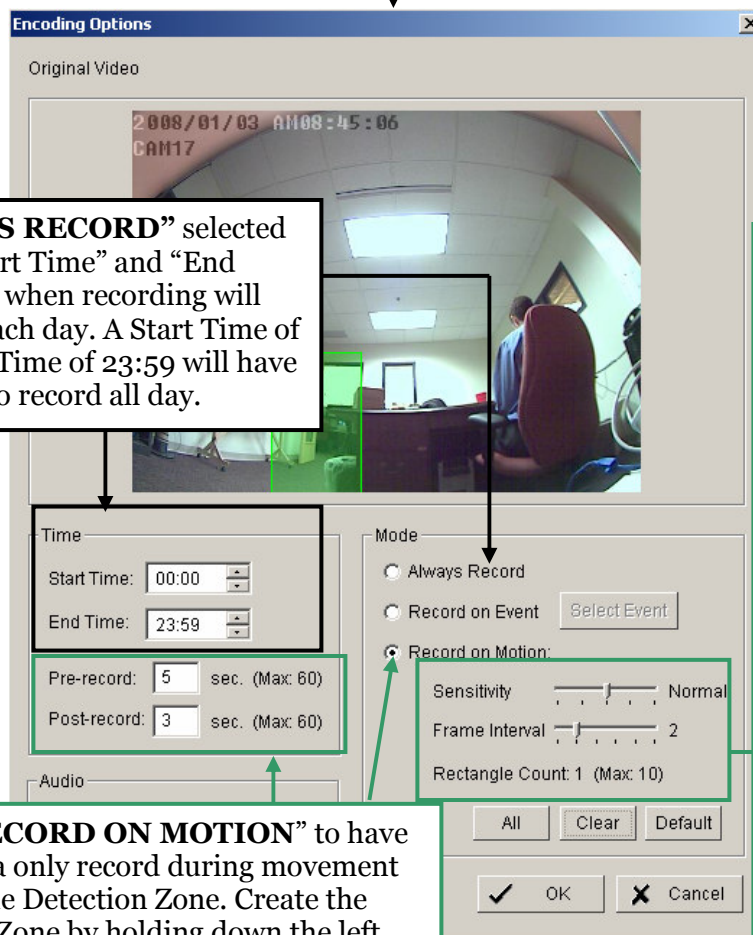 Encoding Options
Original Video
2008/01/03 AM08:45:06
CAM17
RECORD” selected
Time” and “End
when recording will
day. A Start Time of
Time of 23:59 will have
record all day.
Time
Start Time: 00:00
End Time: 23:59
Pre-record: 5 sec. (Max: 60)
Post-record: 3 sec. (Max: 60)
Mode
Always Record
Record on Event Select Event
Record on Motion:
Sensitivity Normal
Frame Interval 2
Rectangle Count: 1 (Max: 10)
Audio
All Clear Default
RECORD ON MOTION” to have
only record during movement
Detection Zone. Create the
Zone by holding down the left
OK Cancel